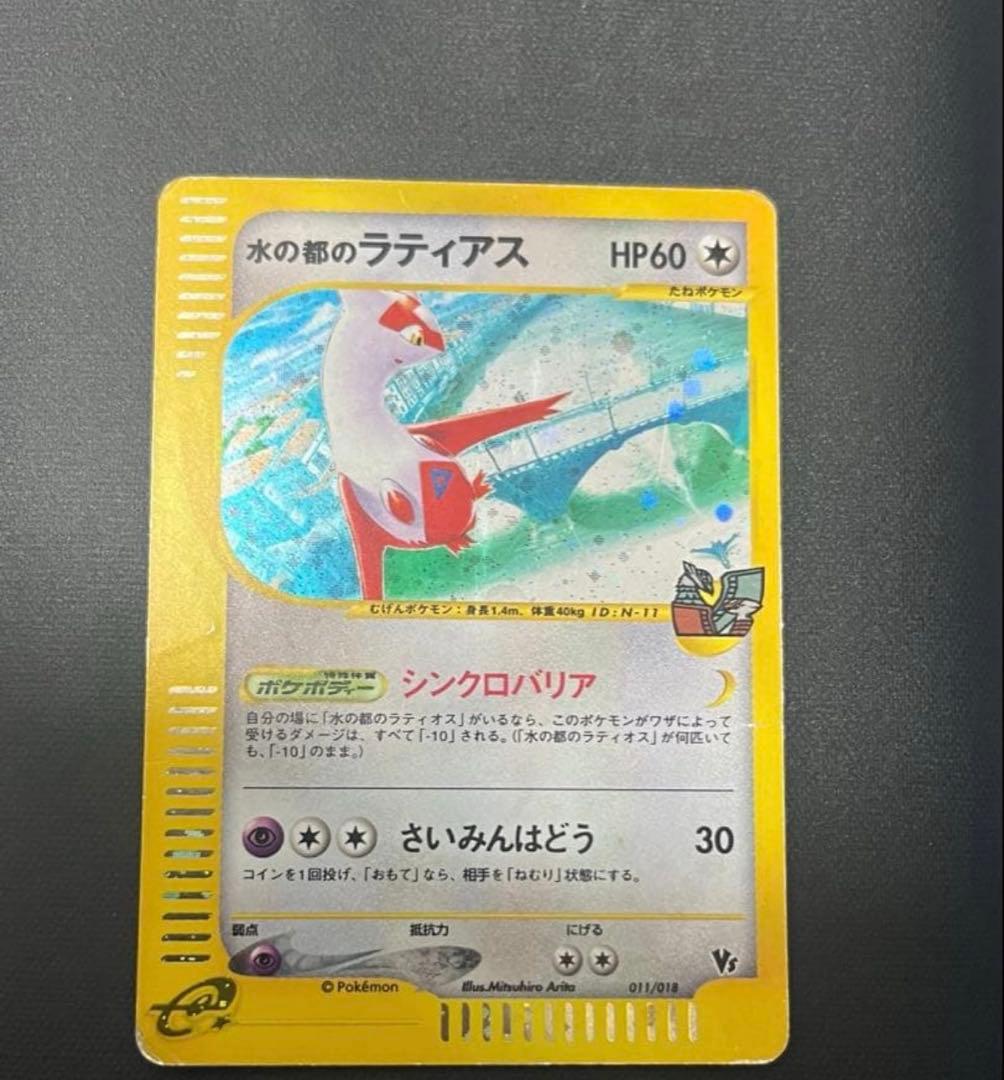 水の都のラティアス HP60
たねポケモン
むげんポケモン：身長1.4m、体重40kg ID:N-11
特殊体質
ポケボディー シンクロバリア
自分の場に「水の都のラティオス」がいるなら、このポケモンがワザによって
受けるダメージは、すべて「-10」される。（「水の都のラティオス」が何匹いて
も、「-10」のまま。）
さいみんはどう 30
コインを1回投げ、「おもて」なら、相手を「ねむり」状態にする。
弱点 抵抗力 にげる
Vs
©Pokémon Illus.Mitsuhiro Arita 011/018
e